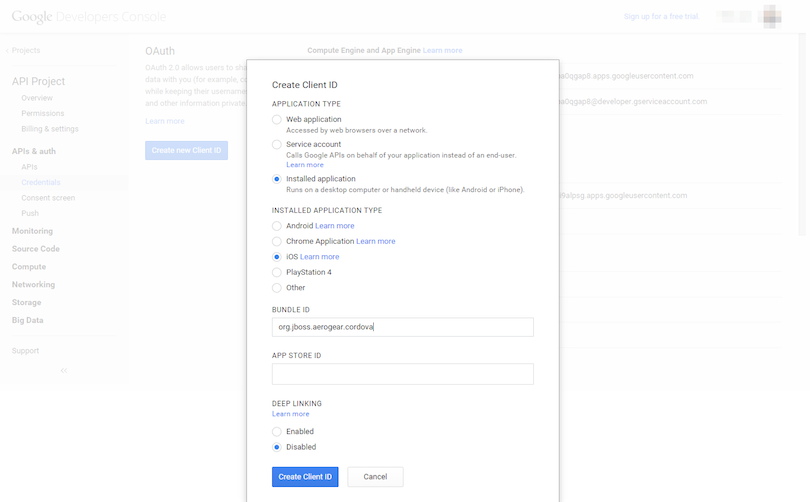 Google Developers Console
Sign up for a free trial
Projects
OAuth
Compute Engine and App Engine Learn more
OAuth 2.0 allows users to sha
data with you (for example, co
while keeping their username
and other information private
Learn more
Create new Client ID
API Project
Overview
Permissions
Billing & settings
APIs & auth
APIs
Credentials
Consent screen
Push
Monitoring
Source Code
Compute
Networking
Storage
Big Data
Support
Create Client ID
APPLICATION TYPE
Web application
Accessed by web browsers over a network.
Service account
Calls Google APIs on behalf of your application instead of an end-user.
Learn more
Installed application
Runs on a desktop computer or handheld device (like Android or iPhone).
INSTALLED APPLICATION TYPE
Android Learn more
Chrome Application Learn more
iOS Learn more
PlayStation 4
Other
BUNDLE ID
org.jboss.aerogear.cordova
APP STORE ID
DEEP LINKING
Learn more
Enabled
Disabled
Create Client ID Cancel
a0qgap8.apps.googleusercontent.com
a0qgap8@developer.gserviceaccount.com
9alpsg.apps.googleusercontent.com